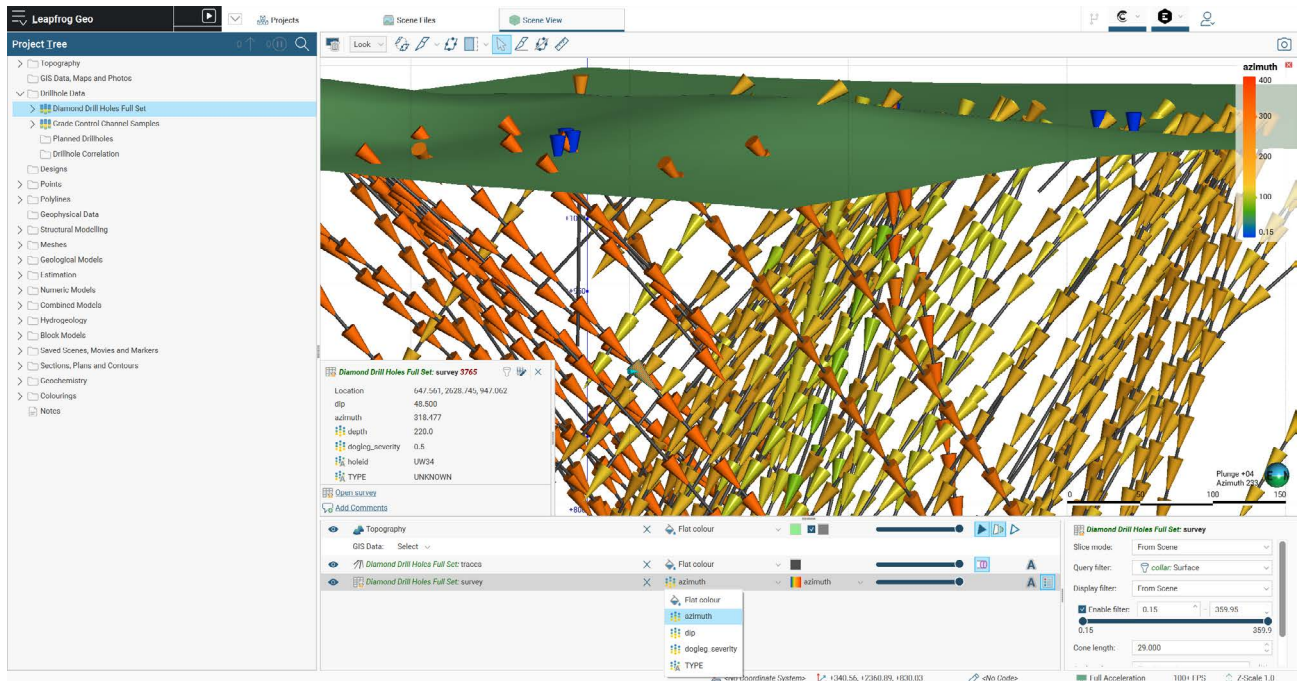 Leapfrog Geo
Projects
Scene Files
Scene View
Project Tree
Look
Topography
GIS Data, Maps and Photos
Drillhole Data
Diamond Drill Holes Full Set
Grade Control Channel Samples
Planned Drillholes
Drillhole Correlation
Designs
Points
Polylines
Geophysical Data
Structural Modelling
Meshes
Geological Models
Estimation
Numeric Models
Combined Models
Hydrogeology
Block Models
Saved Scenes, Movies and Markers
Sections, Plans and Contours
Geochemistry
Colourings
Notes
azimuth
400
300
200
100
0.15
Diamond Drill Holes Full Set: survey 3765
Location 647.561, 2628.745, 947.062
dip 48.500
azimuth 318.477
depth 220.0
dogleg_severity 0.5
holeid UW34
TYPE UNKNOWN
Open survey
Add Comments
Plunge +04
Azimuth 233
0 50 100 150
Topography Flat colour
GIS Data: Select
Diamond Drill Holes Full Set: traces Flat colour A
Diamond Drill Holes Full Set: survey azimuth azimuth A
Flat colour
azimuth
dip
dogleg_severity
TYPE
Diamond Drill Holes Full Set: survey
Slice mode: From Scene
Query filter: collar: Surface
Display filter: From Scene
Enable filter: 0.15 - 359.95
0.15 359.9
Cone length: 29.000
<No Coordinate System> +340.56, +2360.89, +830.03 <No Code> Full Acceleration 100+ FPS Z-Scale 1.0